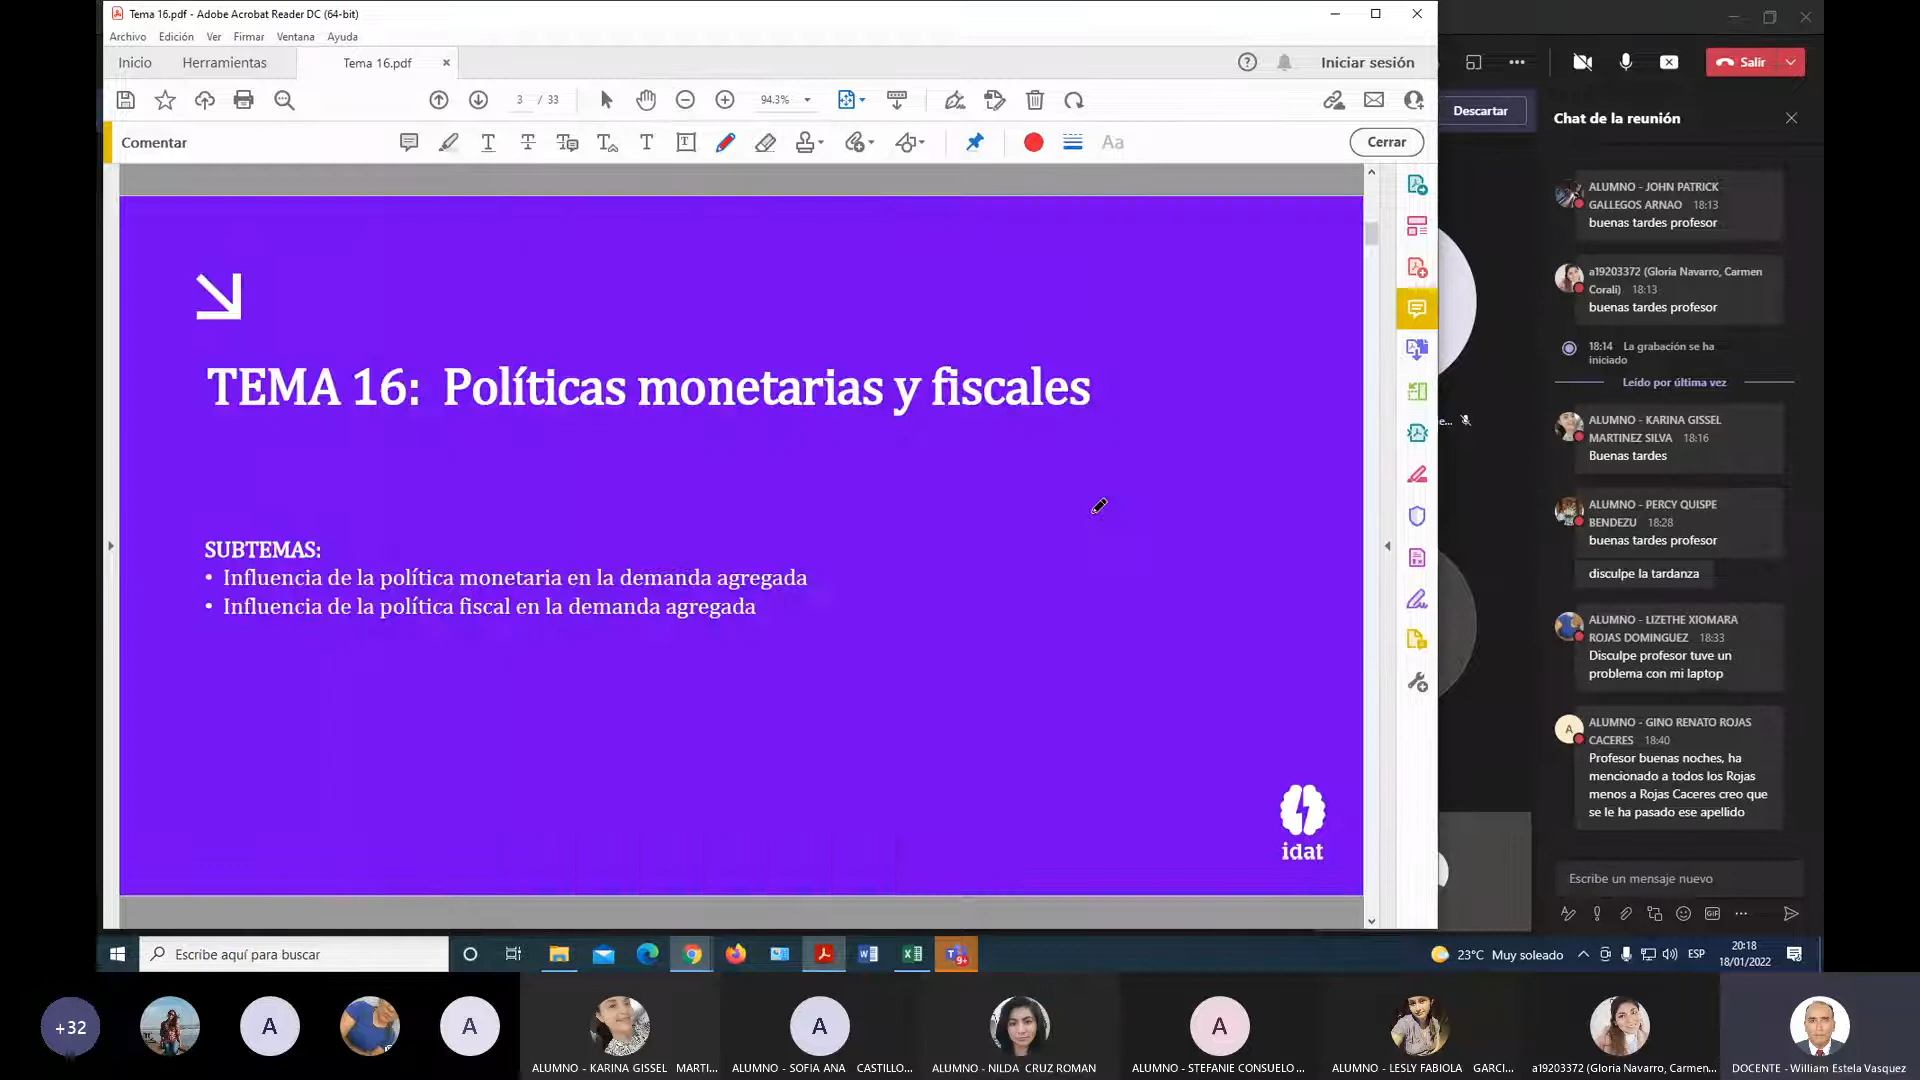 Tema 16.pdf - Adobe Acrobat Reader DC (64-bit)
Archivo Edición Ver Firmar Ventana Ayuda
Inicio Herramientas Tema 16.pdf × Iniciar sesión
3 / 33 94.3%
Comentar Aa Cerrar
TEMA 16: Políticas monetarias y fiscales
SUBTEMAS:
• Influencia de la política monetaria en la demanda agregada
• Influencia de la política fiscal en la demanda agregada
idat
Salir
Descartar
Chat de la reunión
ALUMNO - JOHN PATRICK
GALLEGOS ARNAO 18:13
buenas tardes profesor
a19203372 (Gloria Navarro, Carmen
Corali) 18:13
buenas tardes profesor
18:14 La grabación se ha
iniciado
Leído por última vez
ALUMNO - KARINA GISSEL
MARTINEZ SILVA 18:16
Buenas tardes
e...
ALUMNO - PERCY QUISPE
BENDEZU 18:28
buenas tardes profesor
disculpe la tardanza
ALUMNO - LIZETHE XIOMARA
ROJAS DOMINGUEZ 18:33
Disculpe profesor tuve un
problema con mi laptop
A
ALUMNO - GINO RENATO ROJAS
CACERES 18:40
Profesor buenas noches, ha
mencionado a todos los Rojas
menos a Rojas Caceres creo que
se le ha pasado ese apellido
Escribe un mensaje nuevo
GIF
Escribe aquí para buscar
9+
23°C Muy soleado ESP 20:18
18/01/2022
+32 A A A A
ALUMNO - KARINA GISSEL MARTI...
ALUMNO - SOFIA ANA CASTILLO...
ALUMNO - NILDA CRUZ ROMAN
ALUMNO - STEFANIE CONSUELO ...
ALUMNO - LESLY FABIOLA GARCI...
a19203372 (Gloria Navarro, Carmen...
DOCENTE - William Estela Vasquez